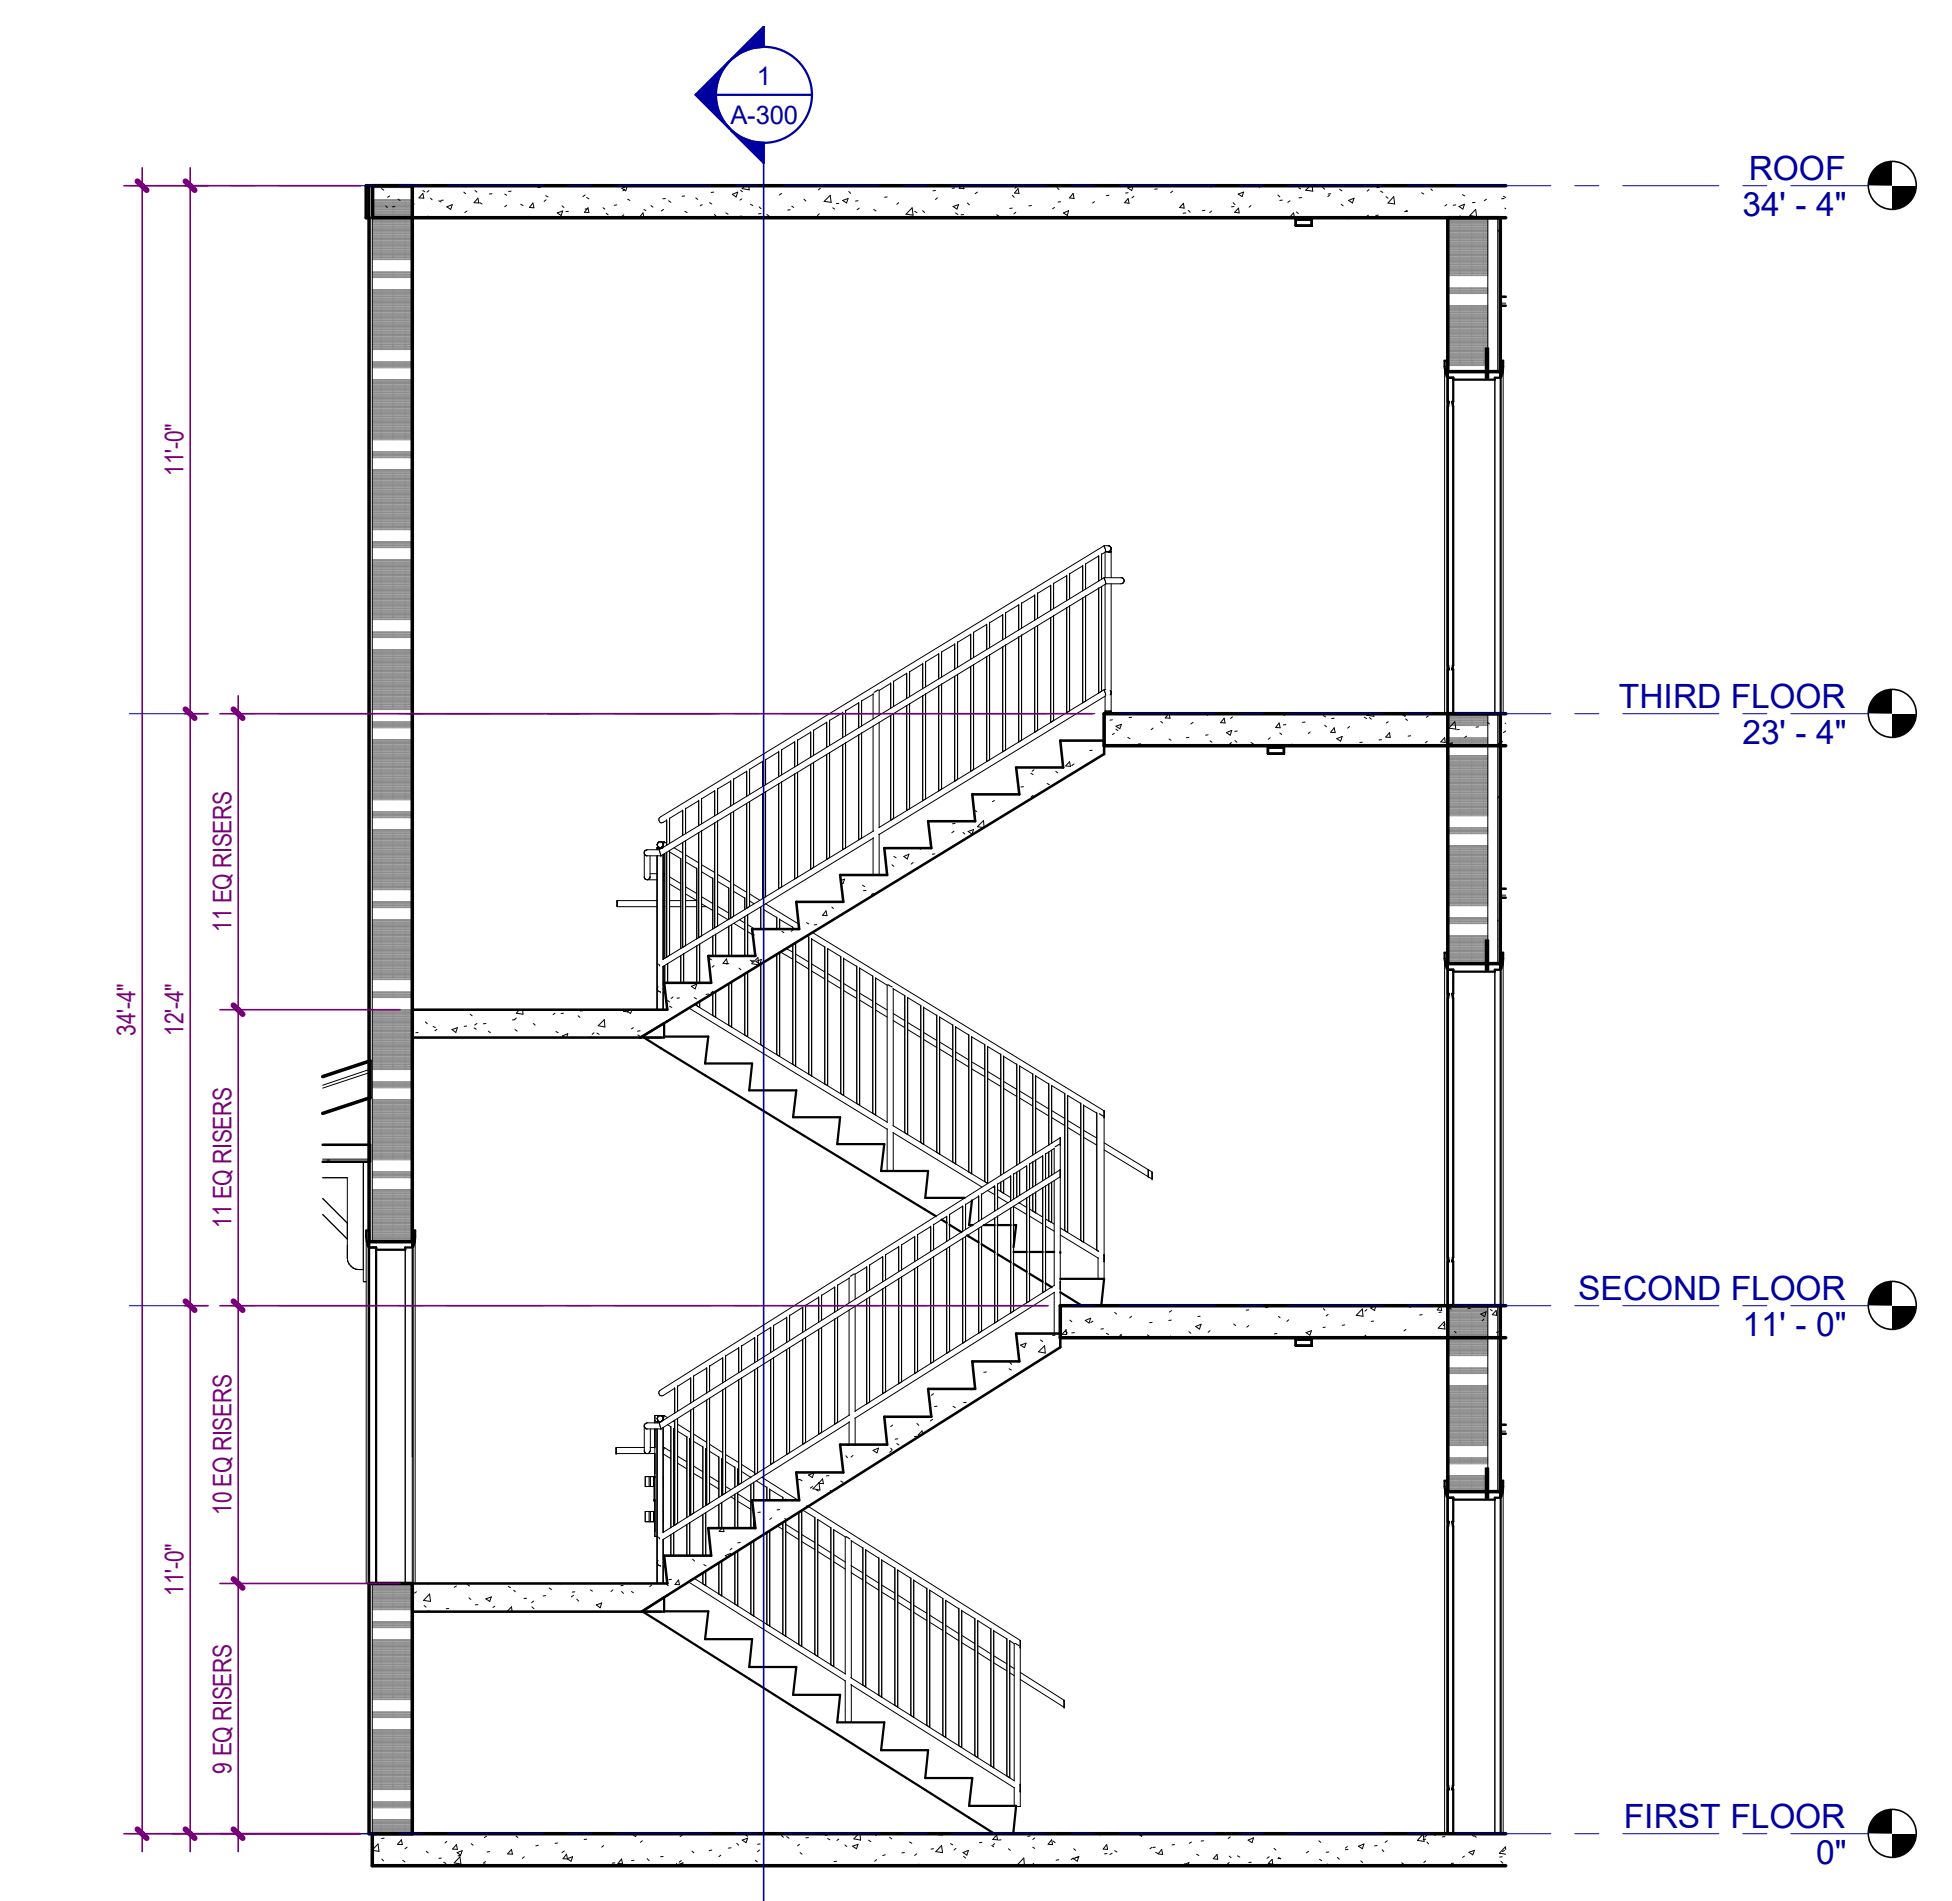 1
A-300
ROOF
34' - 4"
11'-0"
THIRD FLOOR
23' - 4"
11 EQ RISERS
34'-4"
12'-4"
11 EQ RISERS
SECOND FLOOR
11' - 0"
10 EQ RISERS
11'-0"
9 EQ RISERS
FIRST FLOOR
0"